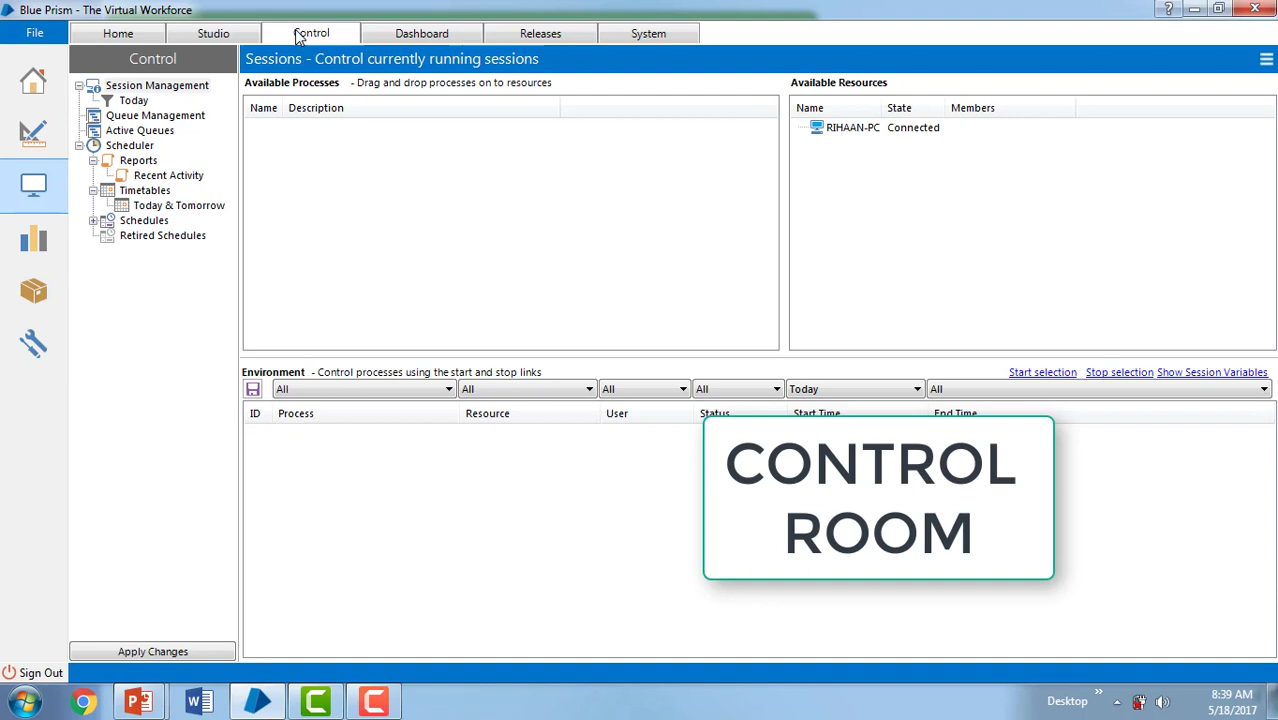 Blue Prism - The Virtual Workforce
File
Home
Studio
Control
Dashboard
Releases
System
Control
Session Management
Today
Queue Management
Active Queues
Scheduler
Reports
Recent Activity
Timetables
Today & Tomorrow
Schedules
Retired Schedules
Apply Changes
Sign Out
Sessions - Control currently running sessions
Available Processes - Drag and drop processes on to resources
Name Description
Available Resources
Name State Members
RIHAAN-PC Connected
Environment - Control processes using the start and stop links
Start selection Stop selection Show Session Variables
All All All All Today All
ID Process Resource User Status Start Time End Time
CONTROL
ROOM
Desktop
8:39 AM
5/18/2017